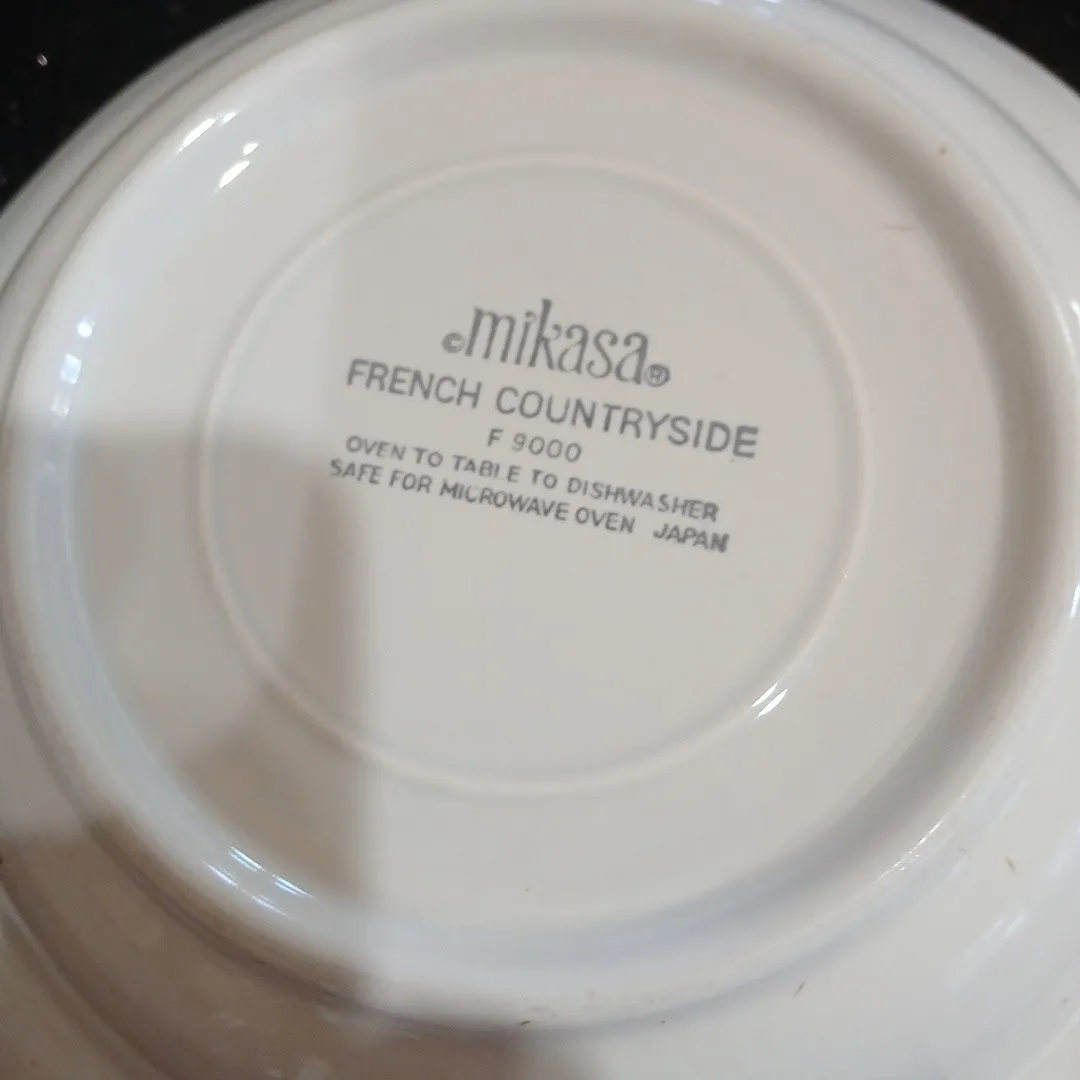 ©mikasa®
FRENCH COUNTRYSIDE
F 9000
OVEN TO TABLE TO DISHWASHER
SAFE FOR MICROWAVE OVEN JAPAN